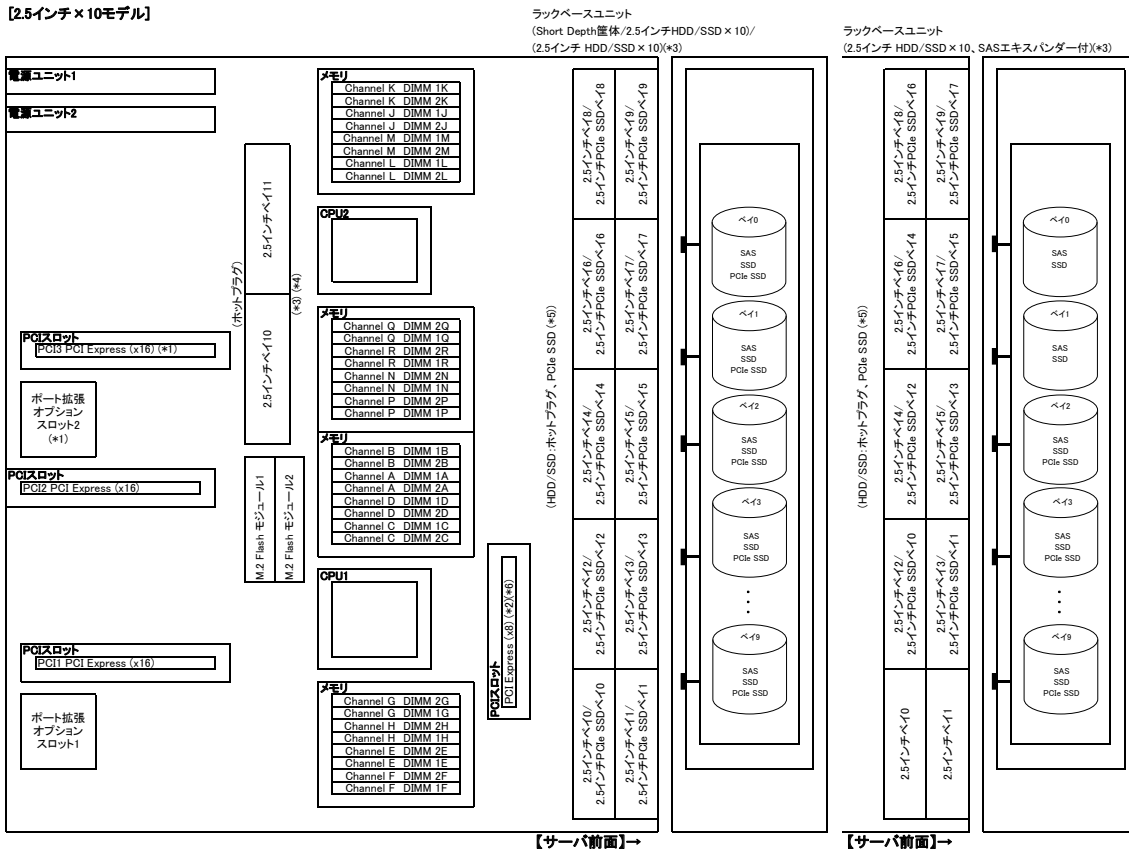 [2.5インチ×10モデル]
ラックベースユニット
(Short Depth筐体/2.5インチHDD/SSD×10)/
(2.5インチ HDD/SSD×10)(*3)
ラックベースユニット
(2.5インチ HDD/SSD×10、SASエキスパンダー付)(*3)
電源ユニット1
電源ユニット2
2.5インチベイ11
2.5インチベイ10
(ホットプラグ)
(*3) (*4)
PCIスロット
PCI3 PCI Express (x16) (*1)
ポート拡張
オプション
スロット2
(*1)
PCIスロット
PCI2 PCI Express (x16)
M.2 Flash モジュール1
M.2 Flash モジュール2
PCIスロット
PCI1 PCI Express (x16)
ポート拡張
オプション
スロット1
メモリ
Channel K DIMM 1K
Channel K DIMM 2K
Channel J DIMM 1J
Channel J DIMM 2J
Channel M DIMM 1M
Channel M DIMM 2M
Channel L DIMM 1L
Channel L DIMM 2L
CPU2
メモリ
Channel Q DIMM 2Q
Channel Q DIMM 1Q
Channel R DIMM 2R
Channel R DIMM 1R
Channel N DIMM 2N
Channel N DIMM 1N
Channel P DIMM 2P
Channel P DIMM 1P
メモリ
Channel B DIMM 1B
Channel B DIMM 2B
Channel A DIMM 1A
Channel A DIMM 2A
Channel D DIMM 1D
Channel D DIMM 2D
Channel C DIMM 1C
Channel C DIMM 2C
CPU1
メモリ
Channel G DIMM 2G
Channel G DIMM 1G
Channel H DIMM 2H
Channel H DIMM 1H
Channel E DIMM 2E
Channel E DIMM 1E
Channel F DIMM 2F
Channel F DIMM 1F
PCIスロット
PCI Express (x8) (*2)(*6)
(HDD/SSD:ホットプラグ、PCIe SSD (*5))
2.5インチベイ8/
2.5インチPCIe SSDベイ8
2.5インチベイ9/
2.5インチPCIe SSDベイ9
2.5インチベイ6/
2.5インチPCIe SSDベイ6
2.5インチベイ7/
2.5インチPCIe SSDベイ7
2.5インチベイ4/
2.5インチPCIe SSDベイ4
2.5インチベイ5/
2.5インチPCIe SSDベイ5
2.5インチベイ2/
2.5インチPCIe SSDベイ2
2.5インチベイ3/
2.5インチPCIe SSDベイ3
2.5インチベイ0/
2.5インチPCIe SSDベイ0
2.5インチベイ1/
2.5インチPCIe SSDベイ1
ベイ0
SAS
SSD
PCIe SSD
ベイ1
SAS
SSD
PCIe SSD
ベイ2
SAS
SSD
PCIe SSD
ベイ3
SAS
SSD
PCIe SSD
ベイ9
SAS
SSD
PCIe SSD
【サーバ前面】→
(HDD/SSD:ホットプラグ、PCIe SSD (*5))
2.5インチベイ8/
2.5インチPCIe SSDベイ6
2.5インチベイ9/
2.5インチPCIe SSDベイ7
2.5インチベイ6/
2.5インチPCIe SSDベイ4
2.5インチベイ7/
2.5インチPCIe SSDベイ5
2.5インチベイ4/
2.5インチPCIe SSDベイ2
2.5インチベイ5/
2.5インチPCIe SSDベイ3
2.5インチベイ2/
2.5インチPCIe SSDベイ0
2.5インチベイ3/
2.5インチPCIe SSDベイ1
2.5インチベイ0
2.5インチベイ1
ベイ0
SAS
SSD
ベイ1
SAS
SSD
ベイ2
SAS
SSD
PCIe SSD
ベイ3
SAS
SSD
PCIe SSD
ベイ9
SAS
SSD
PCIe SSD
【サーバ前面】→